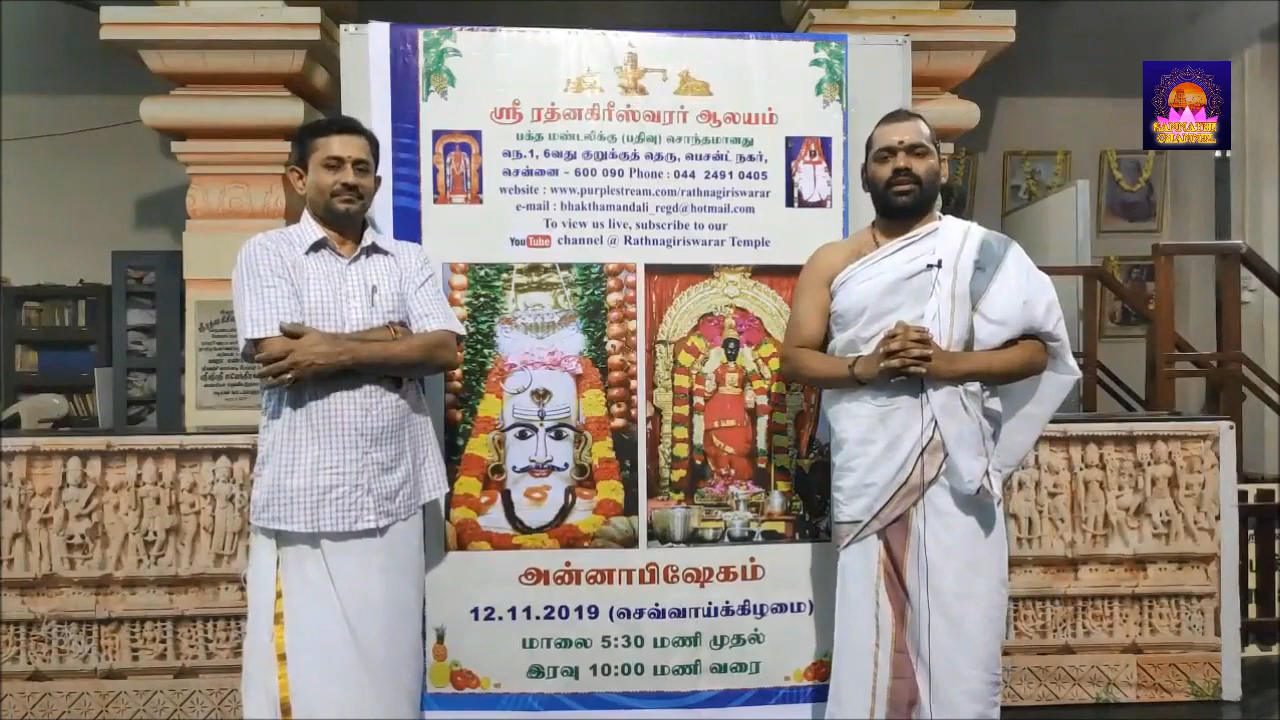 ஸ்ரீ ரத்னகிரீஸ்வரர் ஆலயம்
பக்த மண்டலிக்கு (பதிவு) சொந்தமானது
நெ.1, 6வது குறுக்குத் தெரு, பெசன்ட் நகர்,
சென்னை - 600 090 Phone : 044 2491 0405
website : www.purplestream.com/rathnagiriswarar
e-mail : bhakthamandali_regd@hotmail.com
To view us live, subscribe to our
YouTube channel @ Rathnagiriswarar Temple
அன்னாபிஷேகம்
12.11.2019 (செவ்வாய்க்கிழமை)
மாலை 5:30 மணி முதல்
இரவு 10:00 மணி வரை